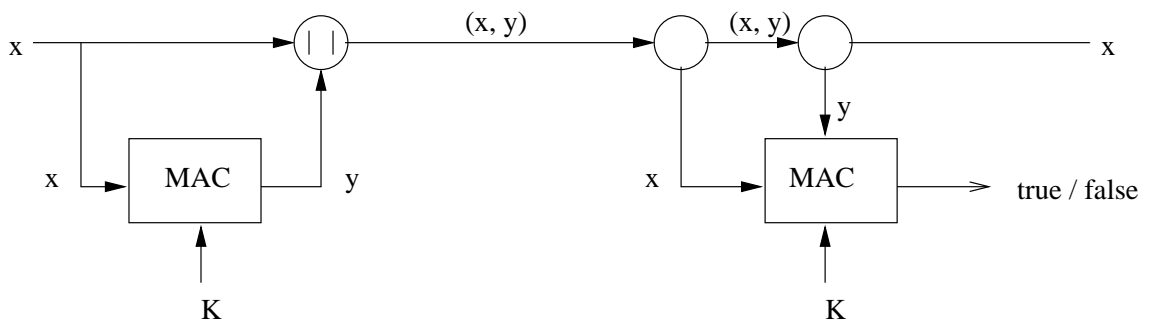 x
| |
(x, y)
(x, y)
x
y
x
MAC
y
x
MAC
true / false
K
K